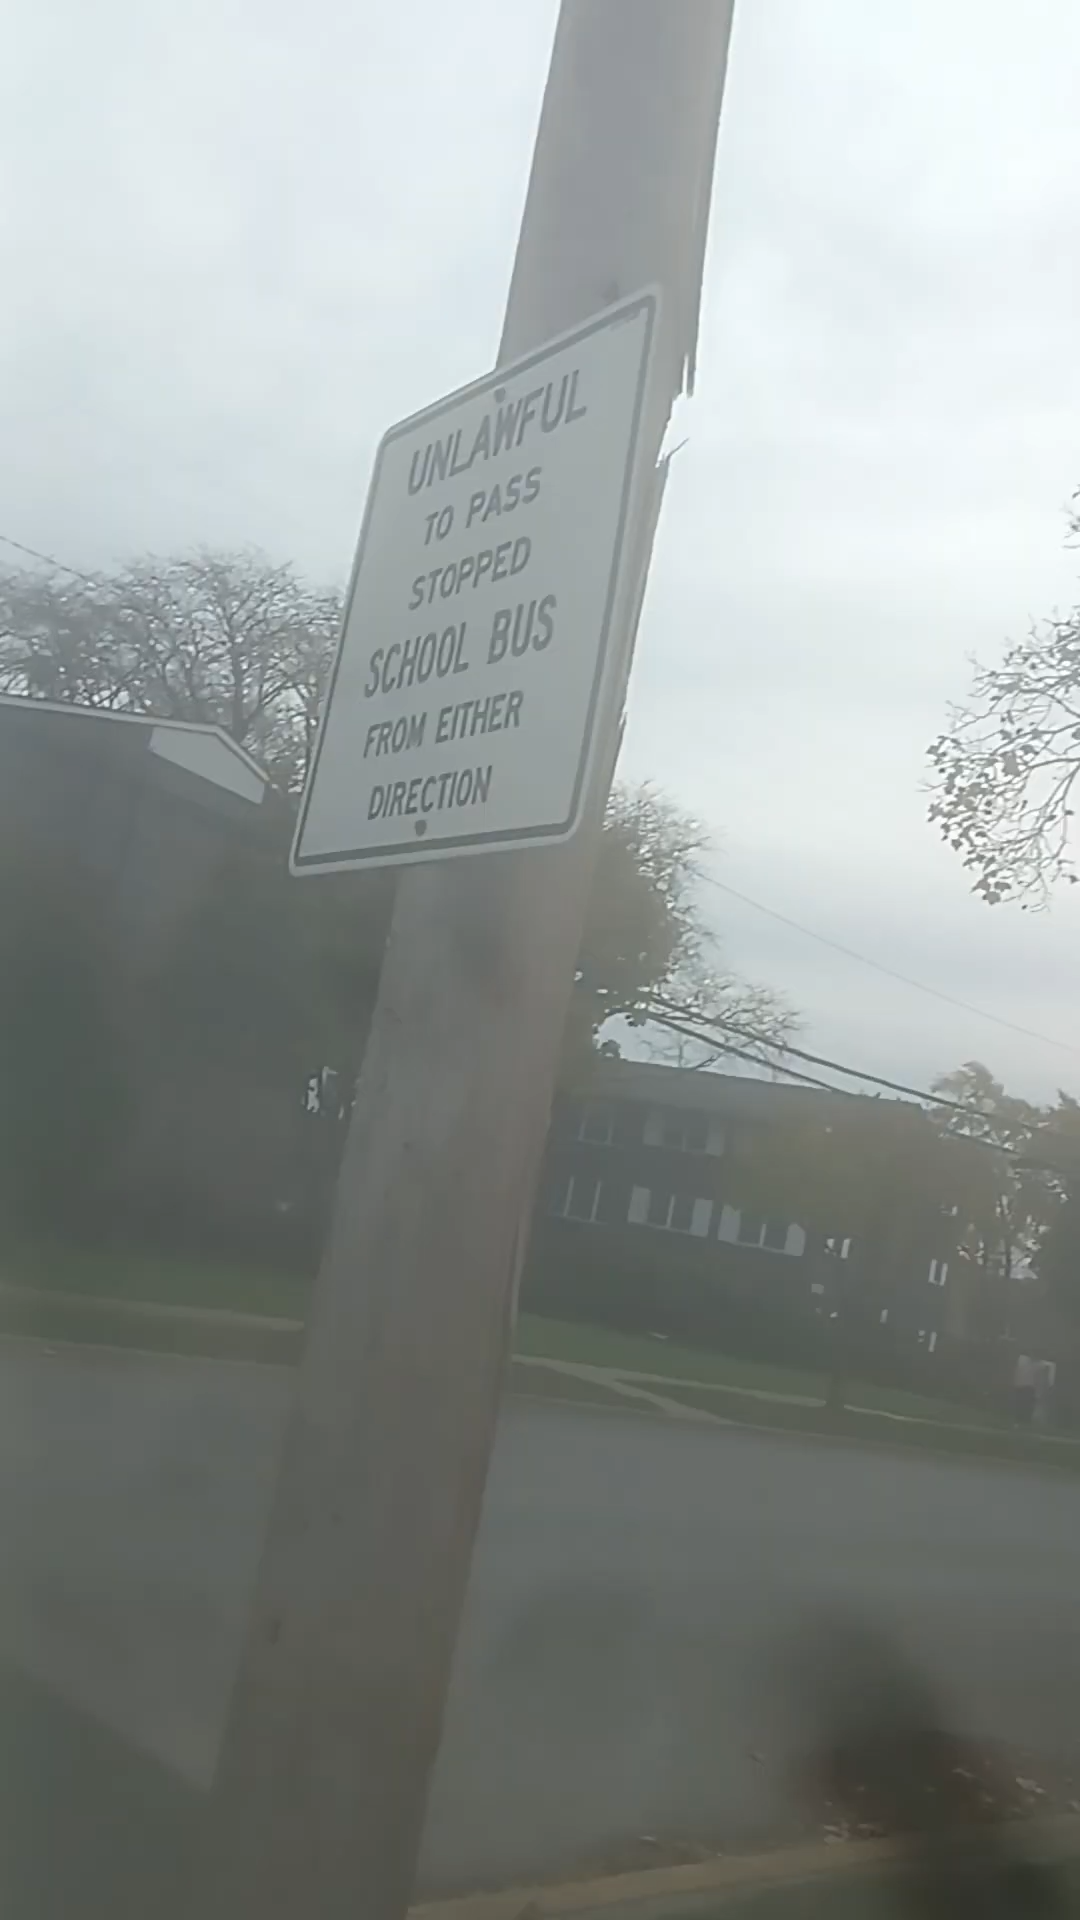 UNLAWFUL
TO PASS
STOPPED
SCHOOL BUS
FROM EITHER
DIRECTION